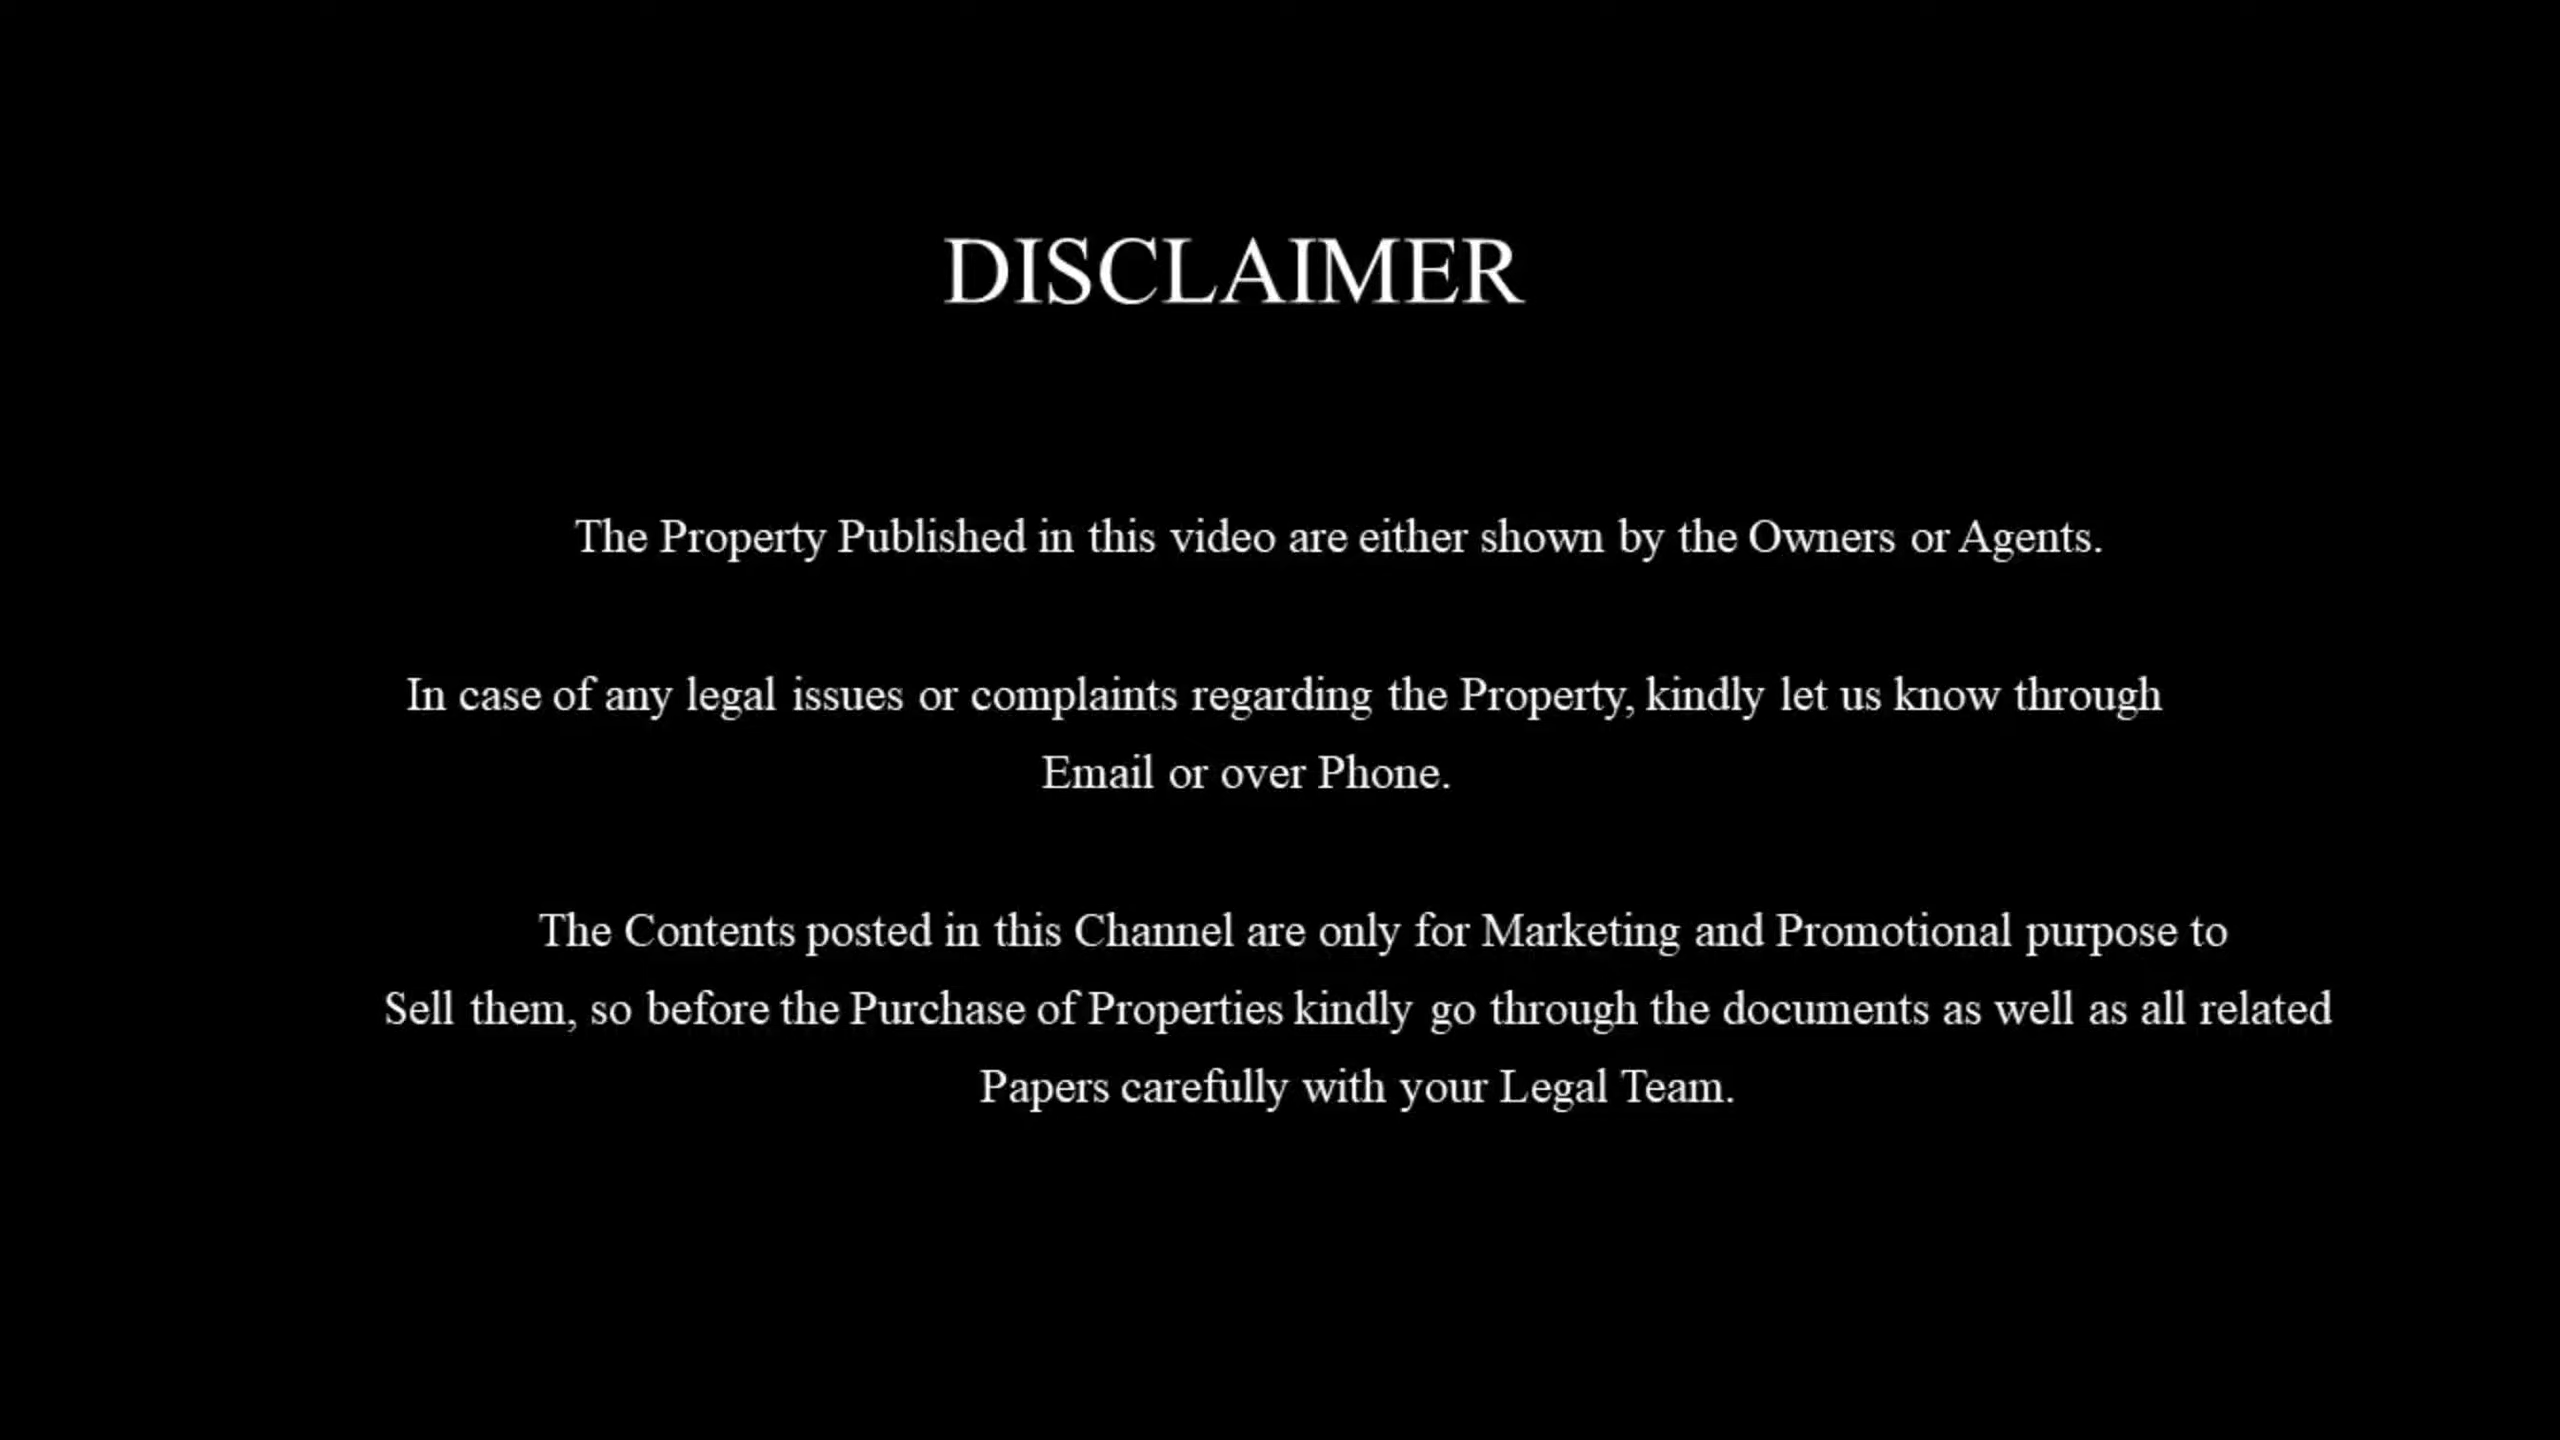 DISCLAIMER
The Property Published in this video are either shown by the Owners or Agents.
In case of any legal issues or complaints regarding the Property, kindly let us know through
Email or over Phone.
The Contents posted in this Channel are only for Marketing and Promotional purpose to
Sell them, so before the Purchase of Properties kindly go through the documents as well as all related
Papers carefully with your Legal Team.